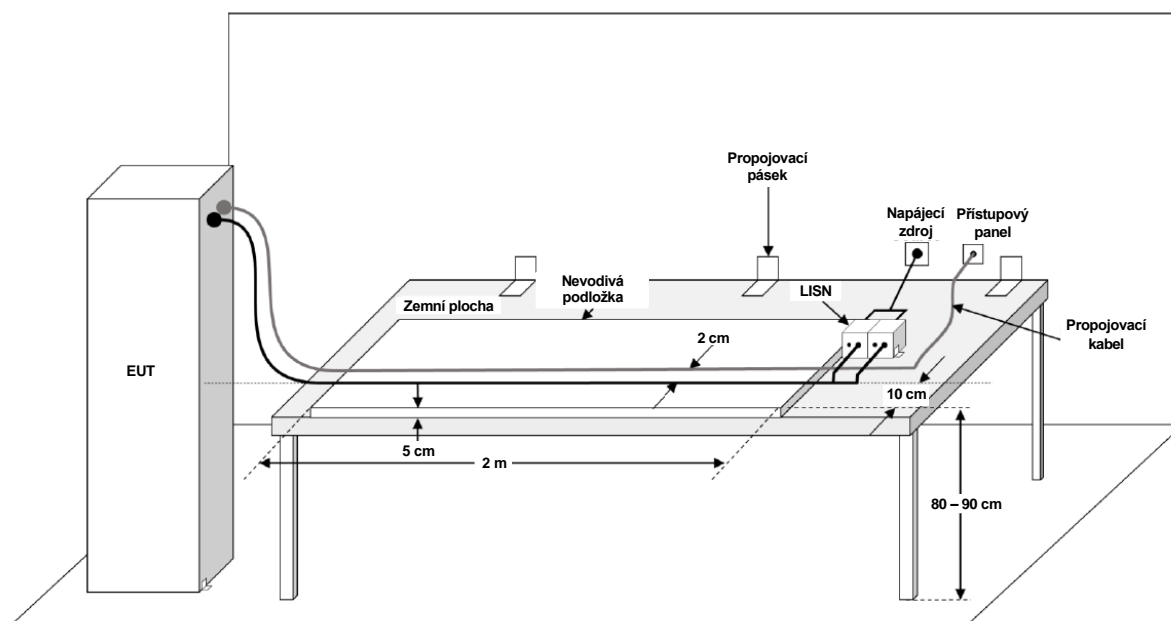 Propojovací
pásek
Napájecí
zdroj
Přístupový
panel
Nevodivá
podložka
LISN
Zemní plocha
Propojovací
kabel
2 cm
EUT
10 cm
5 cm
2 m
80 – 90 cm